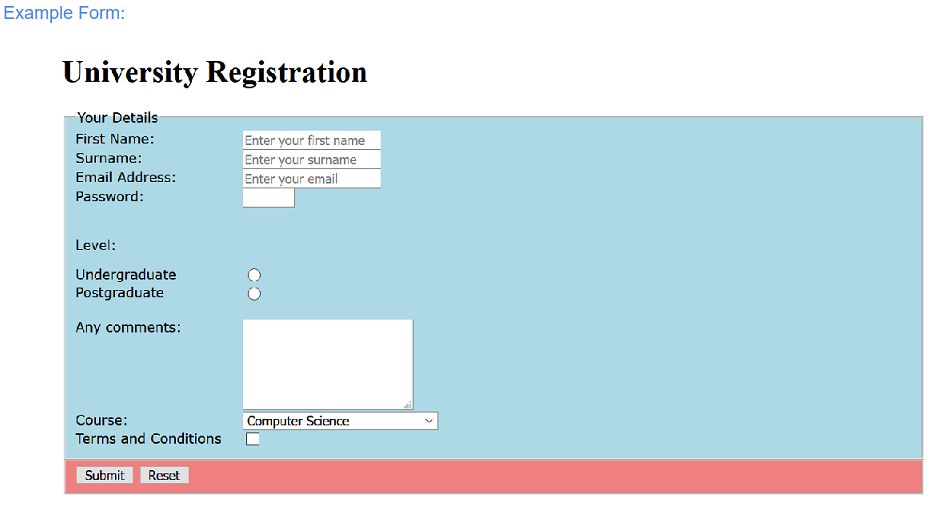 Example Form:
University Registration
Your Details
First Name: Enter your first name
Surname: Enter your surname
Email Address: Enter your email
Password:
Level:
Undergraduate
Postgraduate
Any comments:
Course: Computer Science
Terms and Conditions
Submit Reset